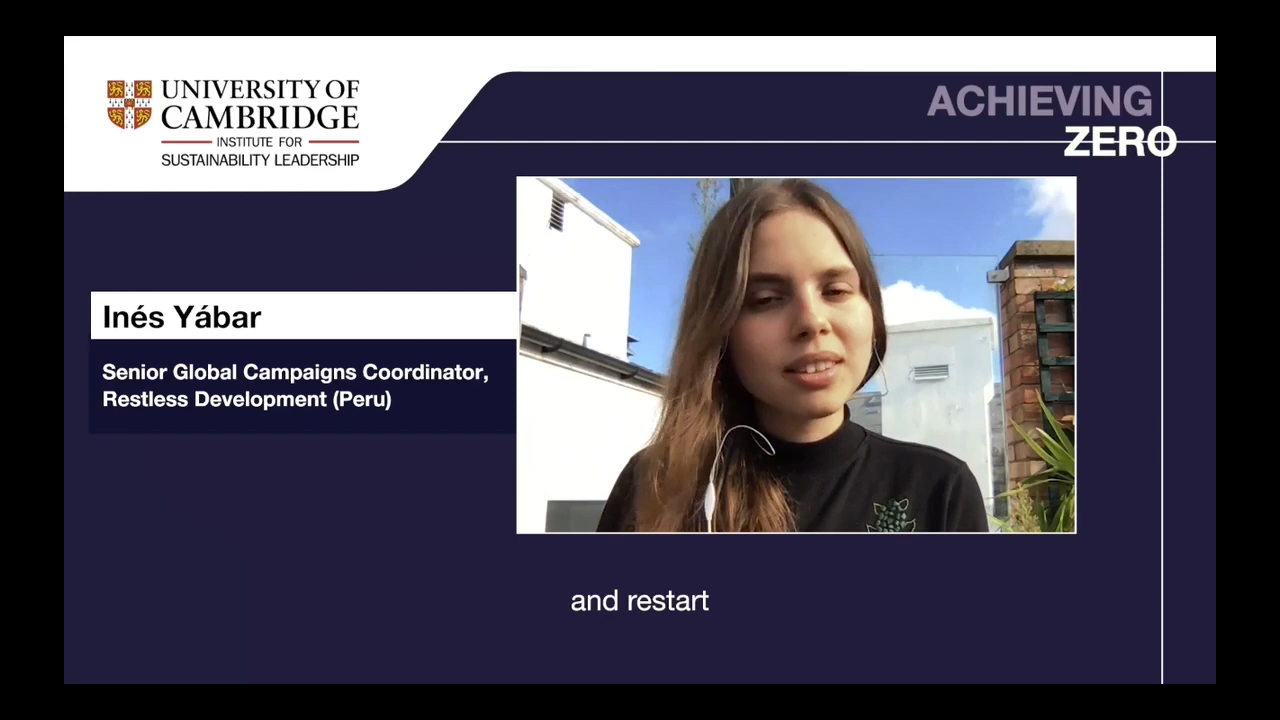 UNIVERSITY OF
CAMBRIDGE
INSTITUTE FOR
SUSTAINABILITY LEADERSHIP
ACHIEVING
ZERO
Inés Yábar
Senior Global Campaigns Coordinator,
Restless Development (Peru)
and restart